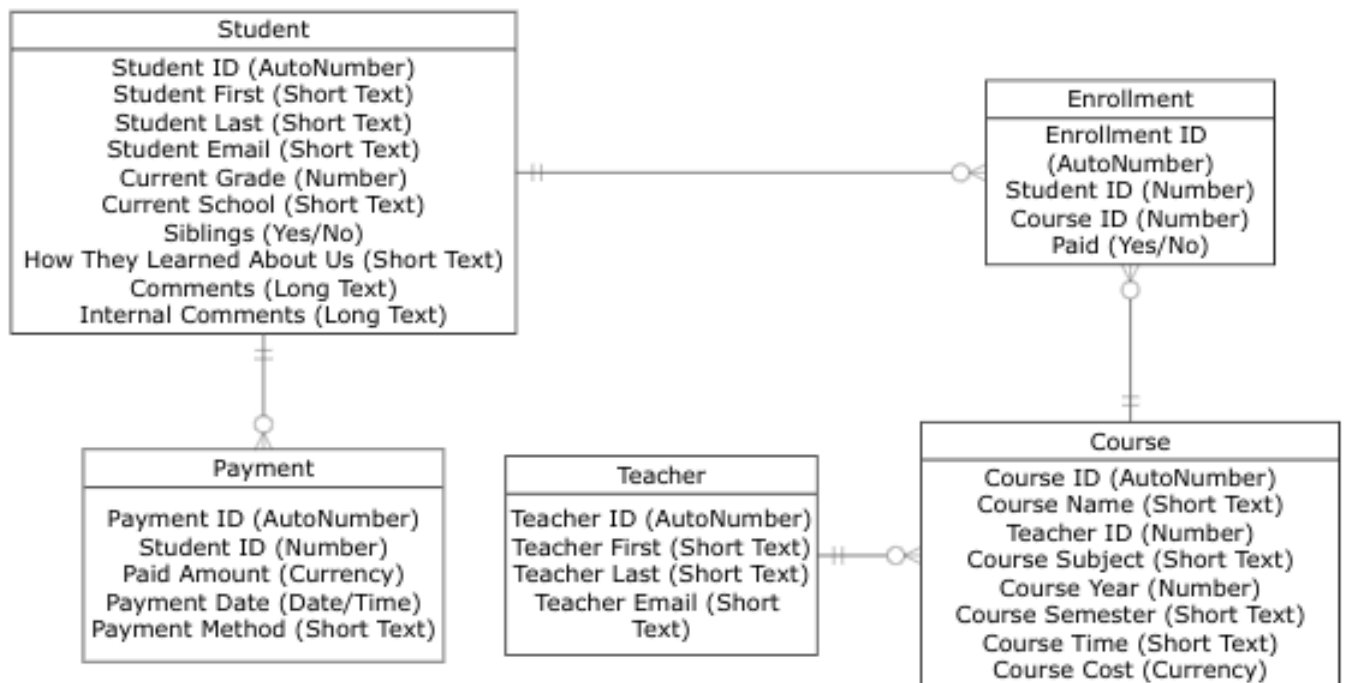 Student
Student ID (AutoNumber)
Student First (Short Text)
Student Last (Short Text)
Student Email (Short Text)
Current Grade (Number)
Current School (Short Text)
Siblings (Yes/No)
How They Learned About Us (Short Text)
Comments (Long Text)
Internal Comments (Long Text)
Enrollment
Enrollment ID
(AutoNumber)
Student ID (Number)
Course ID (Number)
Paid (Yes/No)
Payment
Payment ID (AutoNumber)
Student ID (Number)
Paid Amount (Currency)
Payment Date (Date/Time)
Payment Method (Short Text)
Teacher
Teacher ID (AutoNumber)
Teacher First (Short Text)
Teacher Last (Short Text)
Teacher Email (Short
Text)
Course
Course ID (AutoNumber)
Course Name (Short Text)
Teacher ID (Number)
Course Subject (Short Text)
Course Year (Number)
Course Semester (Short Text)
Course Time (Short Text)
Course Cost (Currency)